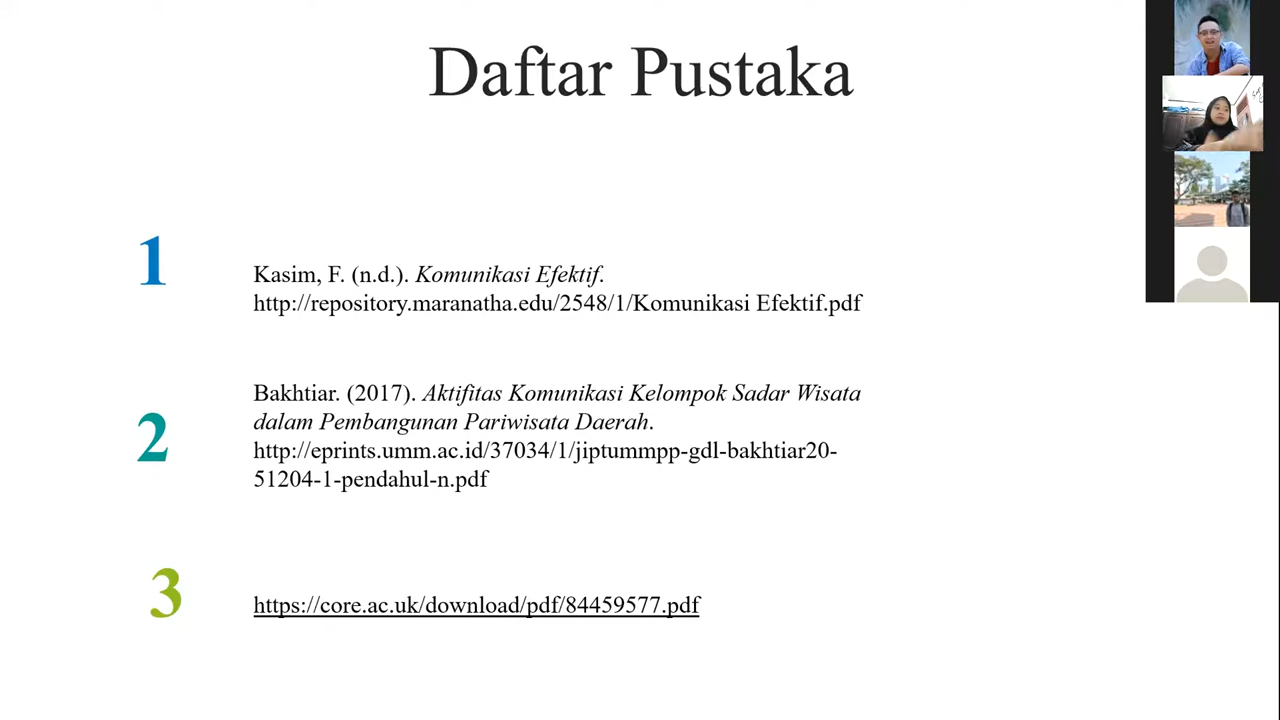 Daftar Pustaka
1
Kasim, F. (n.d.). Komunikasi Efektif.
http://repository.maranatha.edu/2548/1/Komunikasi Efektif.pdf
2
Bakhtiar. (2017). Aktifitas Komunikasi Kelompok Sadar Wisata
dalam Pembangunan Pariwisata Daerah.
http://eprints.umm.ac.id/37034/1/jiptummpp-gdl-bakhtiar20-
51204-1-pendahul-n.pdf
3
https://core.ac.uk/download/pdf/84459577.pdf